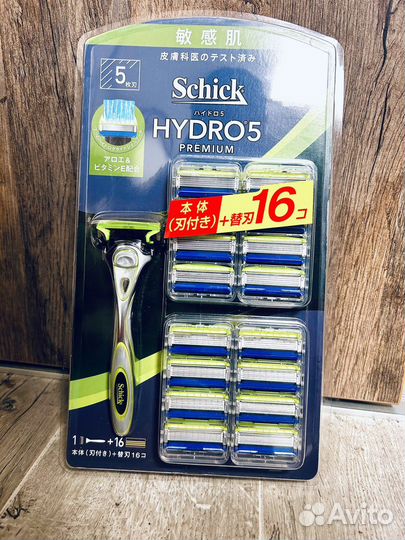 敏感肌
皮膚科医のテスト済み
5枚刃
Schick
ハイドロ5
HYDRO5
PREMIUM
アロエ&
ビタミンE配合
本体
(刃付き)+替刃16コ
Schick
1 +16
本体(刃付き)+替刃16コ
Avito